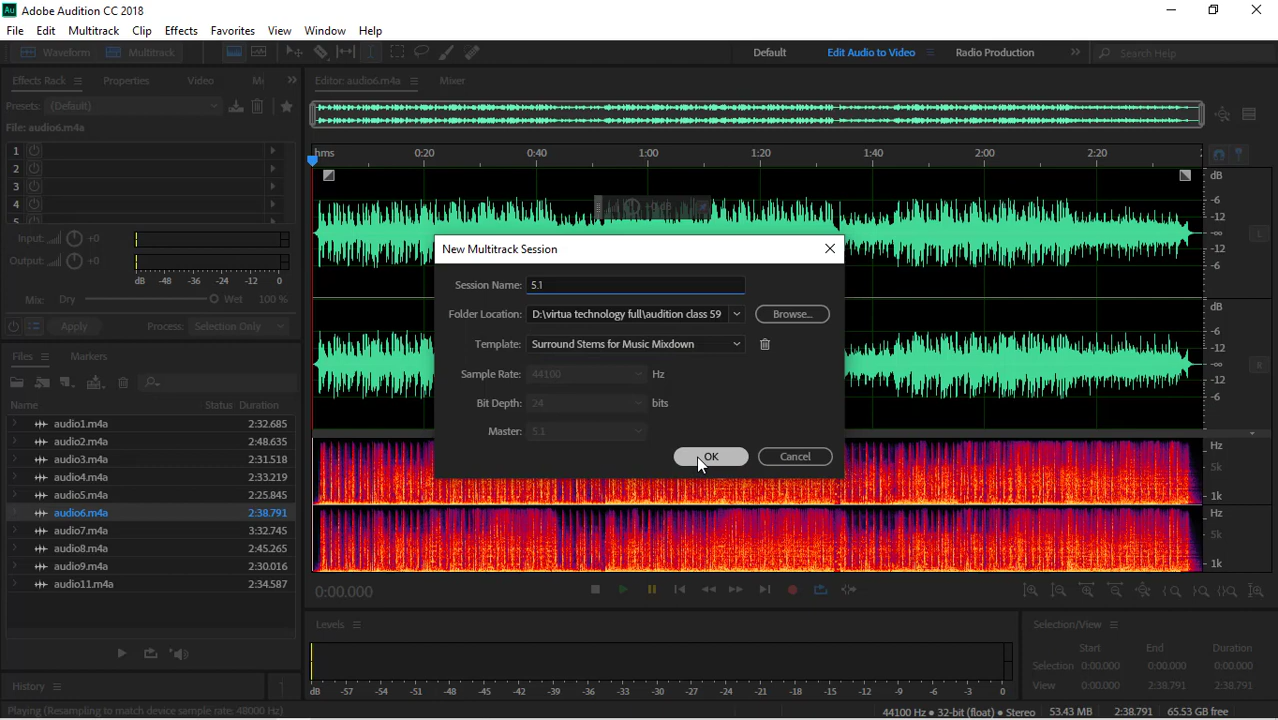 Au Adobe Audition CC 2018
File Edit Multitrack Clip Effects Favorites View Window Help
Waveform Multitrack Default Edit Audio to Video Radio Production Search Help
Effects Rack Properties Video Editor: audio6.m4a Mixer
Presets: (Default)
File: audio6.m4a
hms 0:20 0:40 1:00 1:20 1:40 2:00 2:20
1
2
3
4
5
Input: +0
Output: +0
dB -48 -36 -24 -12 0
Mix: Dry Wet 100 %
Apply Process: Selection Only
Files Markers
Name Status Duration
audio1.m4a 2:32.685
audio2.m4a 2:48.635
audio3.m4a 2:31.518
audio4.m4a 2:33.219
audio5.m4a 2:25.845
audio6.m4a 2:38.791
audio7.m4a 3:32.745
audio8.m4a 2:45.265
audio9.m4a 2:30.016
audio11.m4a 2:34.587
History
Playing (Resampling to match device sample rate: 48000 Hz)
dB
-6
-12
-∞
-12
-6
L
dB
-6
-12
-∞
-12
-6
R
Hz
5k
1k
Hz
5k
1k
New Multitrack Session
Session Name: 5.1
Folder Location: D:\virtua technology full\audition class 59 Browse...
Template: Surround Stems for Music Mixdown
Sample Rate: 44100 Hz
Bit Depth: 24 bits
Master: 5.1
OK Cancel
0:00.000
Levels
dB -57 -54 -51 -48 -45 -42 -39 -36 -33 -30 -27 -24 -21 -18 -15 -12 -9 -6 -3 0
Selection/View
Start End Duration
Selection 0:00.000 0:00.000 0:00.000
View 0:00.000 2:38.791 2:38.791
44100 Hz • 32-bit (float) • Stereo 53.43 MB 2:38.791 65.53 GB free